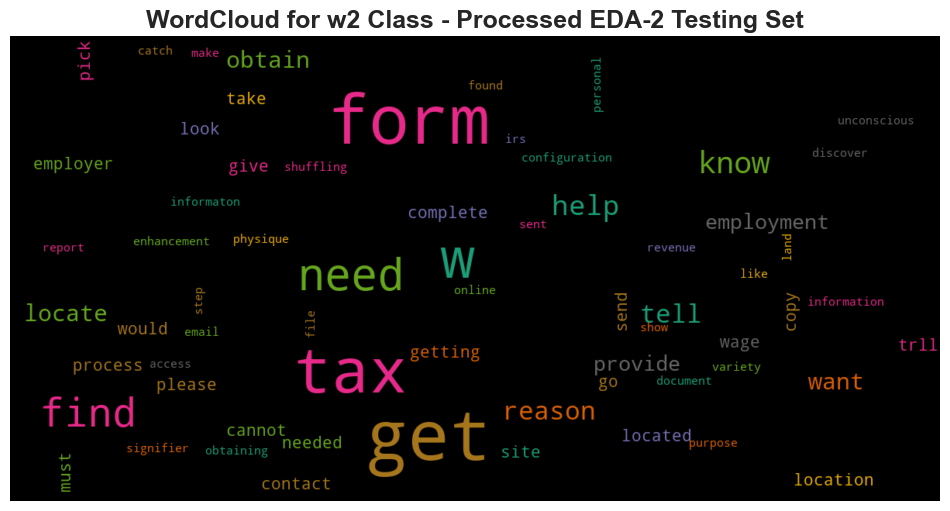 WordCloud for w2 Class - Processed EDA-2 Testing Set
pick
catch
make
obtain
found
personal
take
form
look
irs
unconscious
employer
give
shuffling
configuration
know
discover
informaton
complete
help
sent
employment
report
enhancement
physique
W
revenue
land
need
like
online
step
locate
would
email
file
send
tell
show
copy
information
process
access
getting
wage
trll
please
tax
provide
go
document
variety
want
find
get
reason
cannot
needed
located
purpose
signifier
obtaining
site
must
contact
location